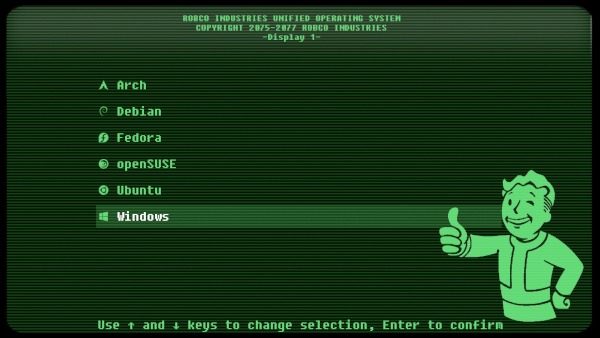 ROBCO INDUSTRIES UNIFIED OPERATING SYSTEM
COPYRIGHT 2075-2077 ROBCO INDUSTRIES
-Display 1-
Arch
Debian
Fedora
openSUSE
Ubuntu
Windows
Use ↑ and ↓ keys to change selection, Enter to confirm